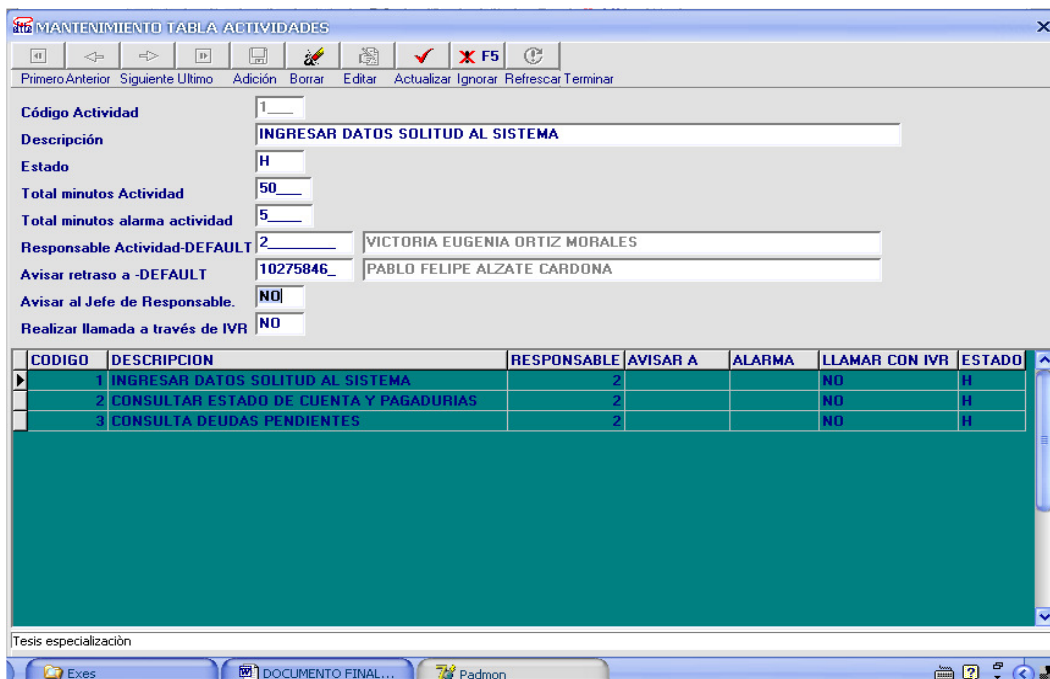 MANTENIMIENTO TABLA ACTIVIDADES
F5
Primero Anterior Siguiente Ultimo Adición Borrar Editar Actualizar Ignorar Refrescar Terminar
Código Actividad 1___
Descripción INGRESAR DATOS SOLITUD AL SISTEMA
Estado H
Total minutos Actividad 50___
Total minutos alarma actividad 5____
Responsable Actividad-DEFAULT 2________ VICTORIA EUGENIA ORTIZ MORALES
Avisar retraso a -DEFAULT 10275846_ PABLO FELIPE ALZATE CARDONA
Avisar al Jefe de Responsable. NO
Realizar llamada a través de IVR NO
CODIGO DESCRIPCION RESPONSABLE AVISAR A ALARMA LLAMAR CON IVR ESTADO
1 INGRESAR DATOS SOLITUD AL SISTEMA 2 NO H
2 CONSULTAR ESTADO DE CUENTA Y PAGADURIAS 2 NO H
3 CONSULTA DEUDAS PENDIENTES 2 NO H
Tesis especializaciòn
Exes DOCUMENTO FINAL... Padmon